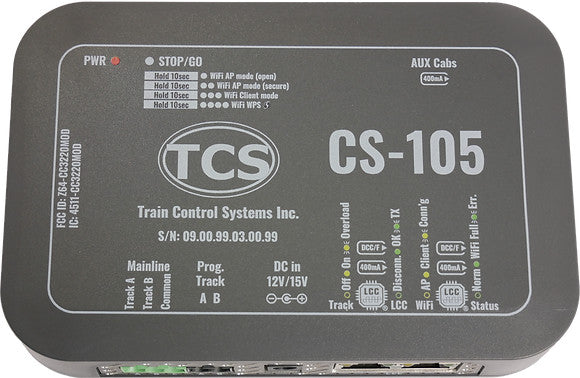 PWR
STOP/GO
AUX Cabs
400mA
Hold 10sec WiFi AP mode (open)
Hold 10sec WiFi AP mode (secure)
Hold 10sec WiFi Client mode
Hold 10sec WiFi WPS
TCS
CS-105
FCC ID: Z64-CC3220MOD
IC: 4511-CC3220MOD
Train Control Systems Inc.
S/N: 09.00.99.03.00.99
Mainline
Track A
Track B
Common
Prog.
Track
A B
DC in
12V/15V
Off On Overload
DCC/F
400mA
LCC
Disconn. OK TX
AP Client Conn'g
DCC/F
400mA
LCC
Norm WiFi Full Err.
Track
LCC
WiFi
Status